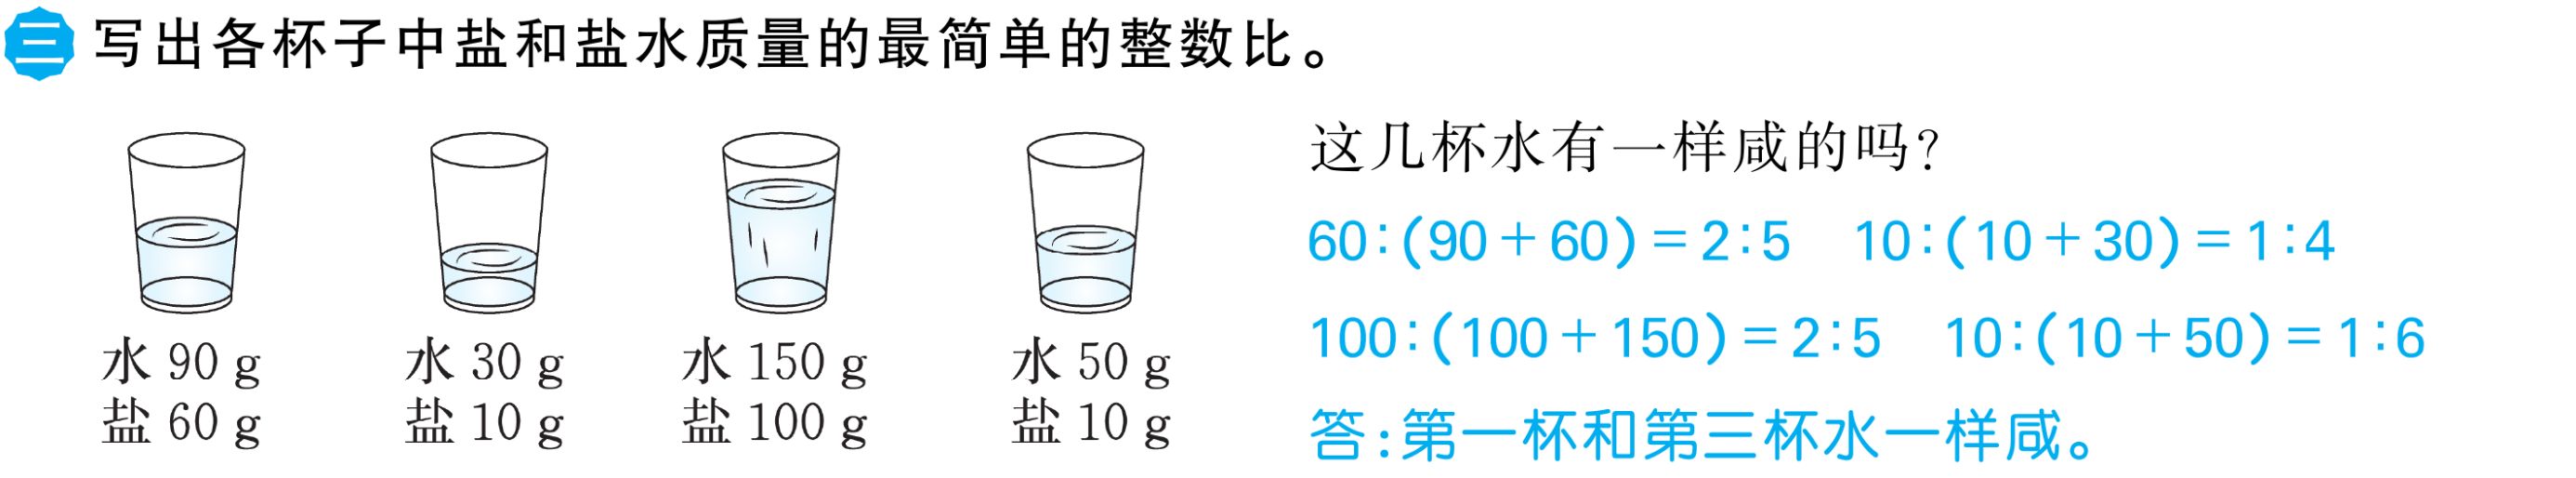 三 写出各杯子中盐和盐水质量的最简单的整数比。
水 90 g
盐 60 g
水 30 g
盐 10 g
水 150 g
盐 100 g
水 50 g
盐 10 g
这几杯水有一样咸的吗?
60:(90+60)=2:5 10:(10+30)=1:4
100:(100+150)=2:5 10:(10+50)=1:6
答:第一杯和第三杯水一样咸。